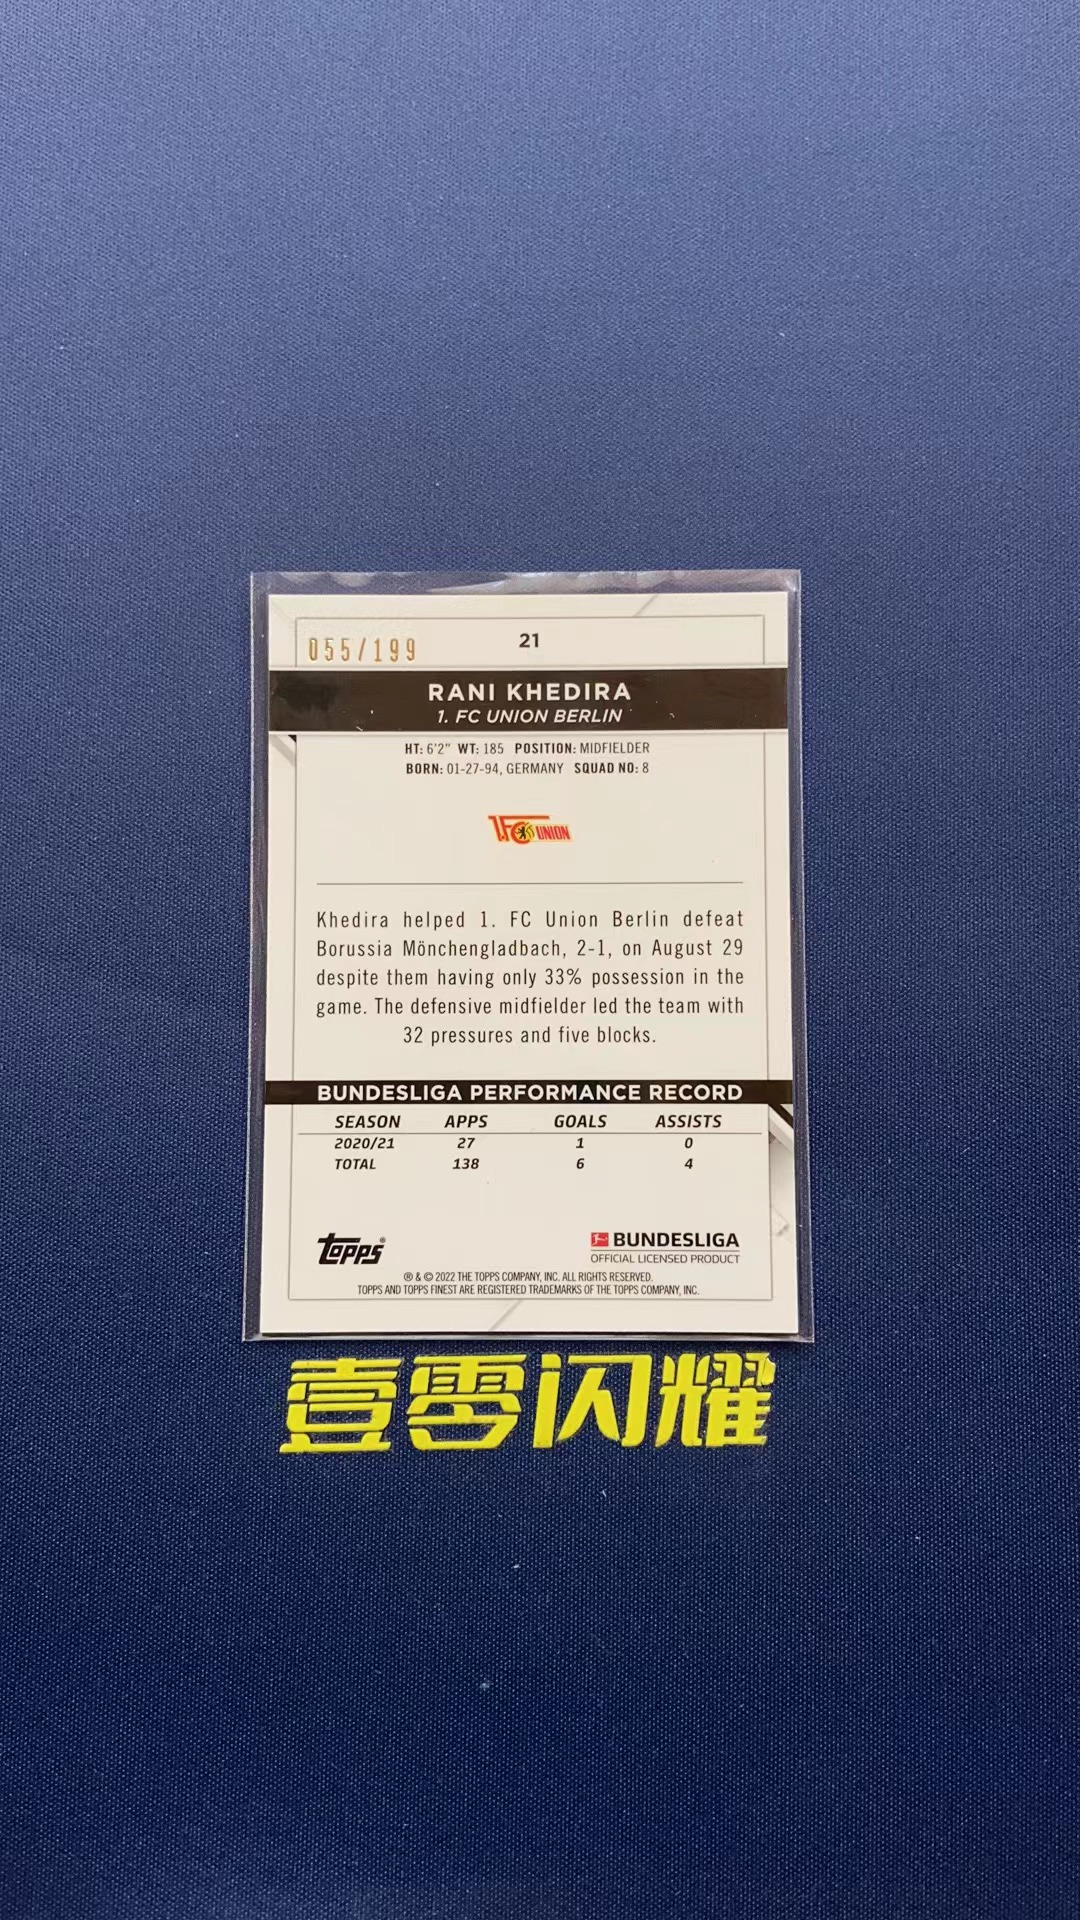 055/199
21
RANI KHEDIRA
1. FC UNION BERLIN
HT: 6'2" WT: 185 POSITION: MIDFIELDER
BORN: 01-27-94, GERMANY SQUAD NO: 8
1.FC UNION
Khedira helped 1. FC Union Berlin defeat
Borussia Mönchengladbach, 2-1, on August 29
despite them having only 33% possession in the
game. The defensive midfielder led the team with
32 pressures and five blocks.
BUNDESLIGA PERFORMANCE RECORD
SEASON APPS GOALS ASSISTS
2020/21 27 1 0
TOTAL 138 6 4
topps®
BUNDESLIGA
OFFICIAL LICENSED PRODUCT
® & © 2022 THE TOPPS COMPANY, INC. ALL RIGHTS RESERVED.
TOPPS AND TOPPS FINEST ARE REGISTERED TRADEMARKS OF THE TOPPS COMPANY, INC.
壹零闪耀